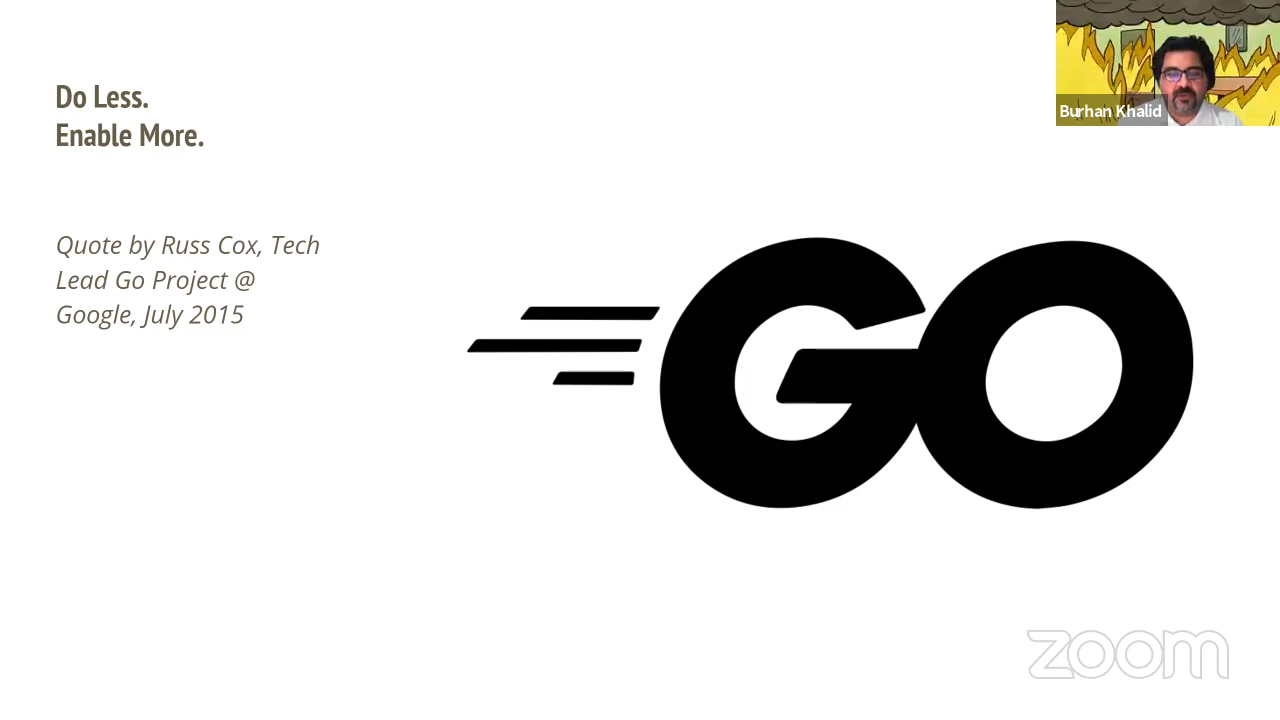 Do Less.
Enable More.
Quote by Russ Cox, Tech
Lead Go Project @
Google, July 2015
GO
Burhan Khalid
zoom